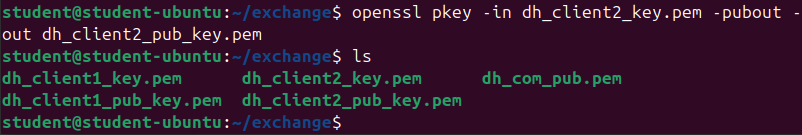 student@student-ubuntu:~/exchange$ openssl pkey -in dh_client2_key.pem -pubout -
out dh_client2_pub_key.pem
student@student-ubuntu:~/exchange$ ls
dh_client1_key.pem      dh_client2_key.pem      dh_com_pub.pem
dh_client1_pub_key.pem  dh_client2_pub_key.pem
student@student-ubuntu:~/exchange$